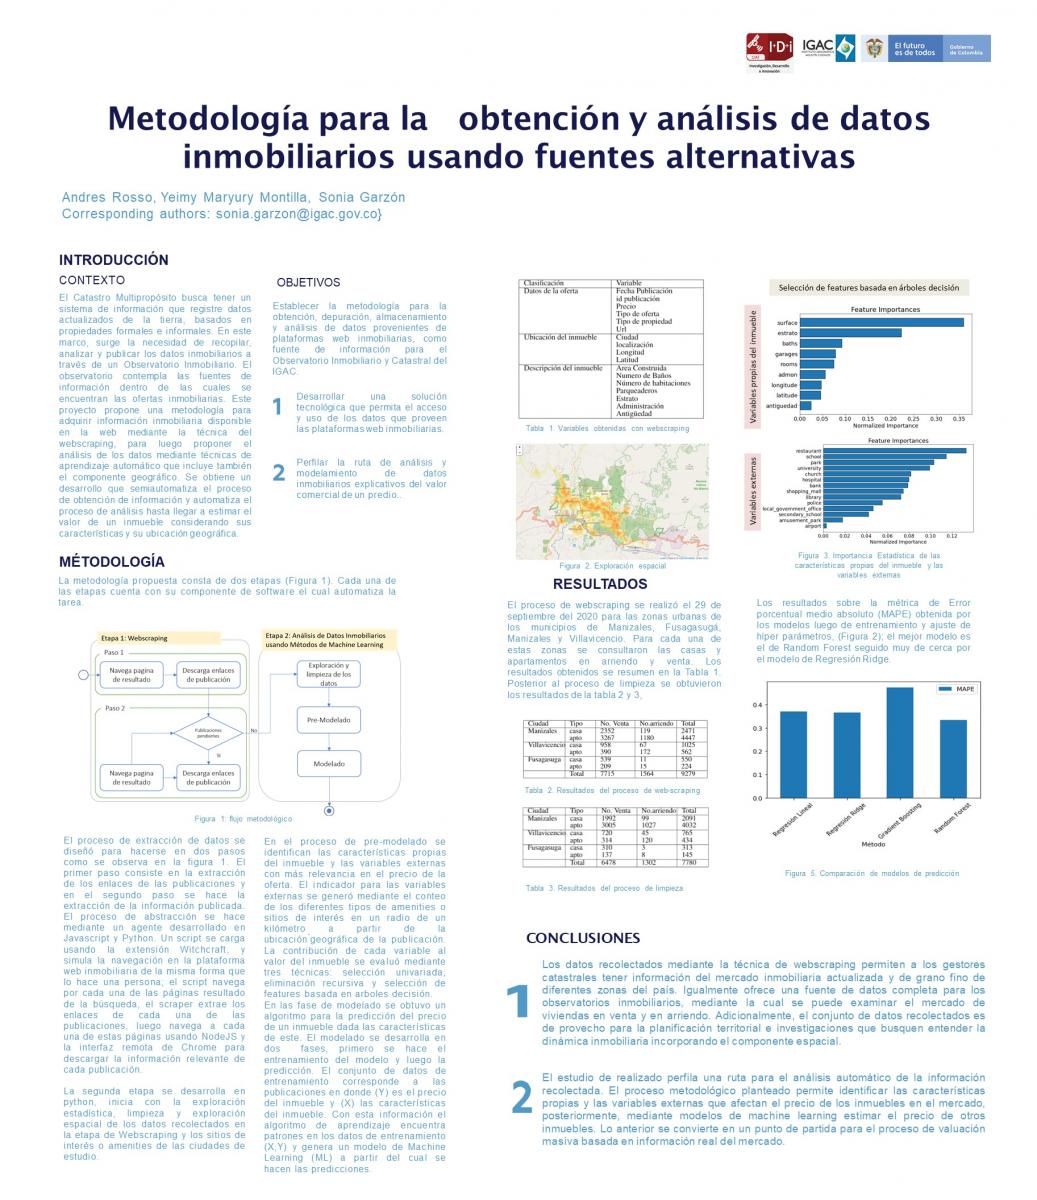 I+D+i
CIAF
Investigación, Desarrollo
e Innovación
IGAC
INSTITUTO GEOGRÁFICO
AGUSTÍN CODAZZI
El futuro
es de todos
Gobierno
de Colombia
Metodología para la obtención y análisis de datos
inmobiliarios usando fuentes alternativas
Andres Rosso, Yeimy Maryury Montilla, Sonia Garzón
Corresponding authors: sonia.garzon@igac.gov.co}
INTRODUCCIÓN
CONTEXTO
El Catastro Multipropósito busca tener un
sistema de información que registre datos
actualizados de la tierra, basados en
propiedades formales e informales. En este
marco, surge la necesidad de recopilar,
analizar y publicar los datos inmobiliarios a
través de un Observatorio Inmobiliario. El
observatorio contempla las fuentes de
información dentro de las cuales se
encuentran las ofertas inmobiliarias. Este
proyecto propone una metodología para
adquirir información inmobiliaria disponible
en la web mediante la técnica del
webscraping, para luego proponer el
análisis de los datos mediante técnicas de
aprendizaje automático que incluye también
el componente geográfico. Se obtiene un
desarrollo que semiautomatiza el proceso
de obtención de información y automatiza el
proceso de análisis hasta llegar a estimar el
valor de un inmueble considerando sus
características y su ubicación geográfica.
OBJETIVOS
Establecer la metodología para la
obtención, depuración, almacenamiento
y análisis de datos provenientes de
plataformas web inmobiliarias, como
fuente de información para el
Observatorio Inmobiliario y Catastral del
IGAC.
1
Desarrollar una solución
tecnológica que permita el acceso
y uso de los datos que proveen
las plataformas web inmobiliarias.
2
Perfilar la ruta de análisis y
modelamiento de datos
inmobiliarios explicativos del valor
comercial de un predio..
MÉTODOLOGÍA
La metodología propuesta consta de dos etapas (Figura 1). Cada una de
las etapas cuenta con su componente de software el cual automatiza la
tarea.
Etapa 1: Webscraping
Paso 1
Navega pagina
de resultado
Descarga enlaces
de publicación
Paso 2
Publicaciones
pendientes
No
Si
Navega pagina
de resultado
Descarga enlaces
de publicación
Etapa 2: Análisis de Datos Inmobiliarios
usando Métodos de Machine Learning
Exploración y
limpieza de los
datos
Pre-Modelado
Modelado
Figura 1: flujo metodológico
El proceso de extracción de datos se
diseñó para hacerse en dos pasos
como se observa en la figura 1. El
primer paso consiste en la extracción
de los enlaces de las publicaciones y
en el segundo paso se hace la
extracción de la información publicada.
El proceso de abstracción se hace
mediante un agente desarrollado en
Javascript y Python. Un script se carga
usando la extensión Witchcraft, y
simula la navegación en la plataforma
web inmobiliaria de la misma forma que
lo hace una persona; el script navega
por cada una de las páginas resultado
de la búsqueda, el scraper extrae los
enlaces de cada una de las
publicaciones, luego navega a cada
una de estas páginas usando NodeJS y
la interfaz remota de Chrome para
descargar la información relevante de
cada publicación.
La segunda etapa se desarrolla en
python, inicia con la exploración
estadística, limpieza y exploración
espacial de los datos recolectados en
la etapa de Webscraping y los sitios de
interés o amenities de las ciudades de
estudio.
En el proceso de pre-modelado se
identifican las características propias
del inmueble y las variables externas
con más relevancia en el precio de la
oferta. El indicador para las variables
externas se generó mediante el conteo
de los diferentes tipos de amenities o
sitios de interés en un radio de un
kilómetro a partir de la
ubicación geográfica de la publicación.
La contribución de cada variable al
valor del inmueble se evaluó mediante
tres técnicas: selección univariada,
eliminación recursiva y selección de
features basada en arboles decisión.
En las fase de modelado se obtuvo un
algoritmo para la predicción del precio
de un inmueble dada las características
de este. El modelado se desarrolla en
dos fases, primero se hace el
entrenamiento del modelo y luego la
predicción. El conjunto de datos de
entrenamiento corresponde a las
publicaciones en donde (Y) es el precio
del inmueble y (X) las características
del inmueble. Con esta información el
algoritmo de aprendizaje encuentra
patrones en los datos de entrenamiento
(X,Y) y genera un modelo de Machine
Learning (ML) a partir del cual se
hacen las predicciones.
Clasificación Variable
Datos de la oferta Fecha Publicación
id publicación
Precio
Tipo de oferta
Tipo de propiedad
Url
Ubicación del inmueble Ciudad
localización
Longitud
Latitud
Descripción del inmueble Area Construida
Numero de Baños
Número de habitaciones
Parqueaderos
Estrato
Administración
Antigüedad
Tabla 1. Variables obtenidas con webscraping
Figura 2. Exploración espacial
Selección de features basada en árboles decisión
Variables propias del inmueble
Feature Importances
surface
estrato
baths
garages
rooms
admon
longitude
latitude
antiguedad
0.00 0.05 0.10 0.15 0.20 0.25 0.30 0.35
Normalized Importance
Variables externas
Feature Importances
restaurant
school
park
university
church
hospital
bank
shopping_mall
library
police
local_government_office
secondary_school
amusement_park
airport
0.00 0.02 0.04 0.06 0.08 0.10 0.12
Normalized Importance
Figura 3. Importancia Estadística de las
características propias del inmueble y las
variables externas
RESULTADOS
El proceso de webscraping se realizó el 29 de
septiembre del 2020 para las zonas urbanas de
los municipios de Manizales, Fusagasugá,
Manizales y Villavicencio. Para cada una de
estas zonas se consultaron las casas y
apartamentos en arriendo y venta. Los
resultados obtenidos se resumen en la Tabla 1.
Posterior al proceso de limpieza se obtuvieron
los resultados de la tabla 2 y 3,
Ciudad Tipo No. Venta No.arriendo Total
Manizales casa 2352 119 2471
apto 3267 1180 4447
Villavicencio casa 958 67 1025
apto 390 172 562
Fusagasuga casa 539 11 550
apto 209 15 224
Total 7715 1564 9279
Tabla 2. Resultados del proceso de web-scraping
Ciudad Tipo No. Venta No.arriendo Total
Manizales casa 1992 99 2091
apto 3005 1027 4032
Villavicencio casa 720 45 765
apto 314 120 434
Fusagasuga casa 310 3 313
apto 137 8 145
Total 6478 1302 7780
Tabla 3. Resultados del proceso de limpieza
Los resultados sobre la métrica de Error
porcentual medio absoluto (MAPE) obtenida por
los modelos luego de entrenamiento y ajuste de
híper parámetros, (Figura 2); el mejor modelo es
el de Random Forest seguido muy de cerca por
el modelo de Regresión Ridge.
MAPE
0.4
0.3
0.2
0.1
0.0
Regresión Lineal
Regresión Ridge
Gradient Boosting
Random Forest
Método
Figura 5. Comparación de modelos de predicción
CONCLUSIONES
1
Los datos recolectados mediante la técnica de webscraping permiten a los gestores
catastrales tener información del mercado inmobiliaria actualizada y de grano fino de
diferentes zonas del país. Igualmente ofrece una fuente de datos completa para los
observatorios inmobiliarios, mediante la cual se puede examinar el mercado de
viviendas en venta y en arriendo. Adicionalmente, el conjunto de datos recolectados es
de provecho para la planificación territorial e investigaciones que busquen entender la
dinámica inmobiliaria incorporando el componente espacial.
2
El estudio de realizado perfila una ruta para el análisis automático de la información
recolectada. El proceso metodológico planteado permite identificar las características
propias y las variables externas que afectan el precio de los inmuebles en el mercado,
posteriormente, mediante modelos de machine learning estimar el precio de otros
inmuebles. Lo anterior se convierte en un punto de partida para el proceso de valuación
masiva basada en información real del mercado.